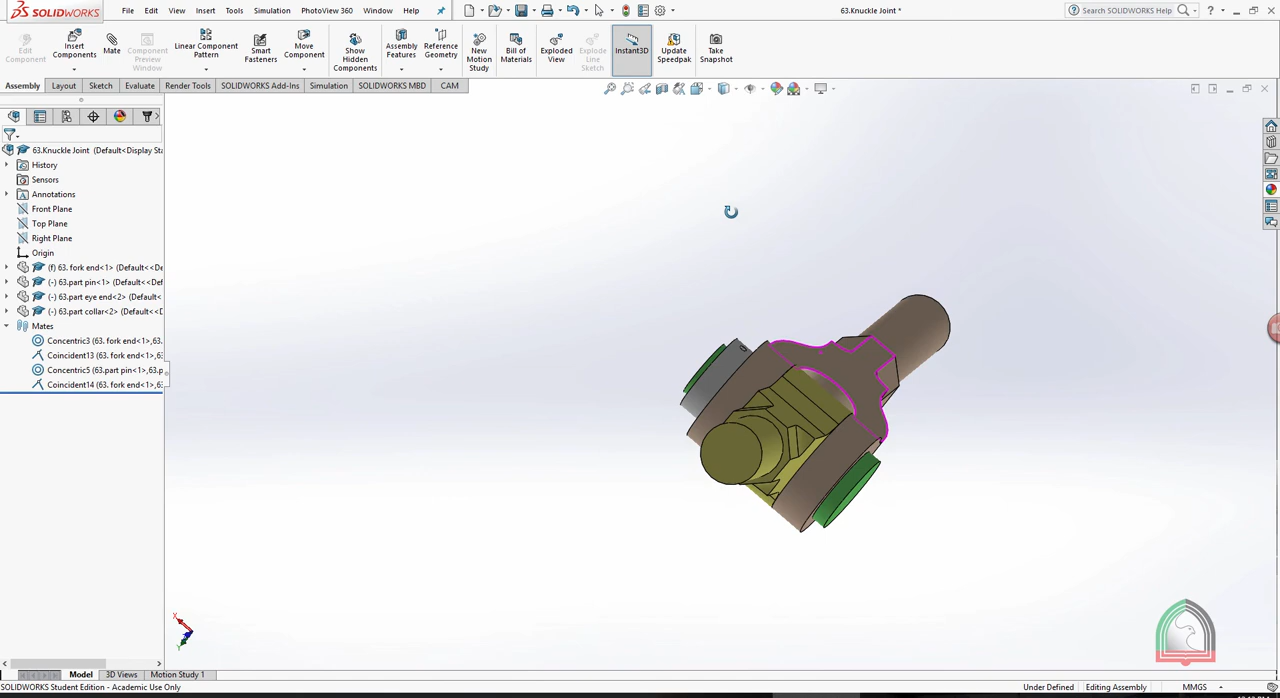 SOLIDWORKS
File Edit View Insert Tools Simulation PhotoView 360 Window Help
63.Knuckle Joint *
Search SOLIDWORKS Help
Edit Component
Insert Components
Mate
Component Preview Window
Linear Component Pattern
Smart Fasteners
Move Component
Show Hidden Components
Assembly Features
Reference Geometry
New Motion Study
Bill of Materials
Exploded View
Explode Line Sketch
Instant3D
Update Speedpak
Take Snapshot
Assembly Layout Sketch Evaluate Render Tools SOLIDWORKS Add-Ins Simulation SOLIDWORKS MBD CAM
63.Knuckle Joint (Default<Display Sta
History
Sensors
Annotations
Front Plane
Top Plane
Right Plane
Origin
(f) 63. fork end<1> (Default<<De
(-) 63.part pin<1> (Default<<Def
(-) 63.part eye end<2> (Default<
(-) 63.part collar<2> (Default<<D
Mates
Concentric3 (63. fork end<1>,63
Coincident13 (63. fork end<1>,63
Concentric5 (63.part pin<1>,63.p
Coincident14 (63. fork end<1>,63
X
Y
Model 3D Views Motion Study 1
SOLIDWORKS Student Edition - Academic Use Only
Under Defined Editing Assembly MMGS